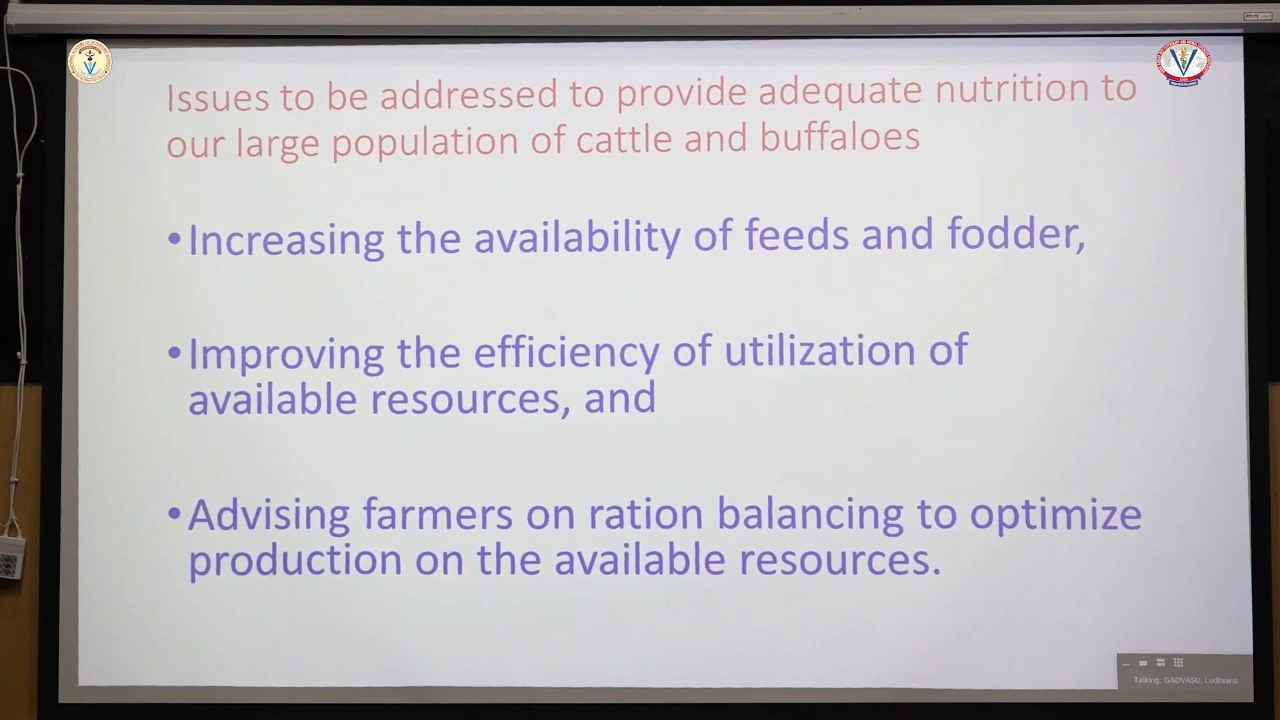 Issues to be addressed to provide adequate nutrition to
our large population of cattle and buffaloes
•Increasing the availability of feeds and fodder,
•Improving the efficiency of utilization of
available resources, and
•Advising farmers on ration balancing to optimize
production on the available resources.
Talking: GADVASU, Ludhiana